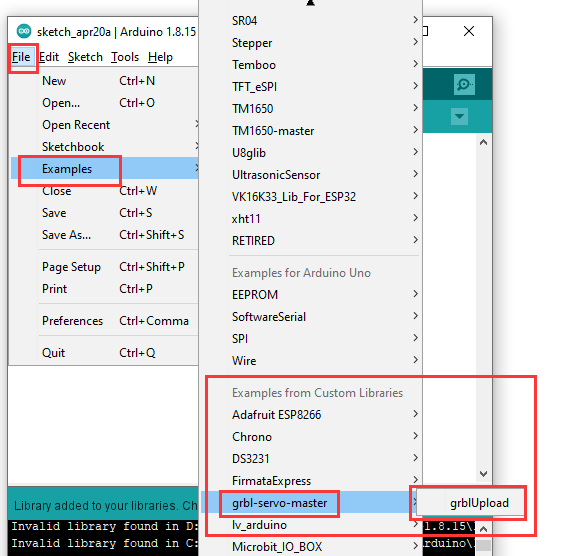 sketch_apr20a | Arduino 1.8.15
File Edit Sketch Tools Help
New Ctrl+N
Open... Ctrl+O
Open Recent
Sketchbook
Examples
Close Ctrl+W
Save Ctrl+S
Save As... Ctrl+Shift+S
Page Setup Ctrl+Shift+P
Print Ctrl+P
Preferences Ctrl+Comma
Quit Ctrl+Q
SR04
Stepper
Temboo
TFT_eSPI
TM1650
TM1650-master
U8glib
UltrasonicSensor
VK16K33_Lib_For_ESP32
xht11
RETIRED
Examples for Arduino Uno
EEPROM
SoftwareSerial
SPI
Wire
Examples from Custom Libraries
Adafruit ESP8266
Chrono
DS3231
FirmataExpress
grbl-servo-master
grblUpload
lv_arduino
Microbit_IO_BOX
Library added to your libraries. Ch
Invalid library found in D: 1.8.15\
Invalid library found in C: rduino\